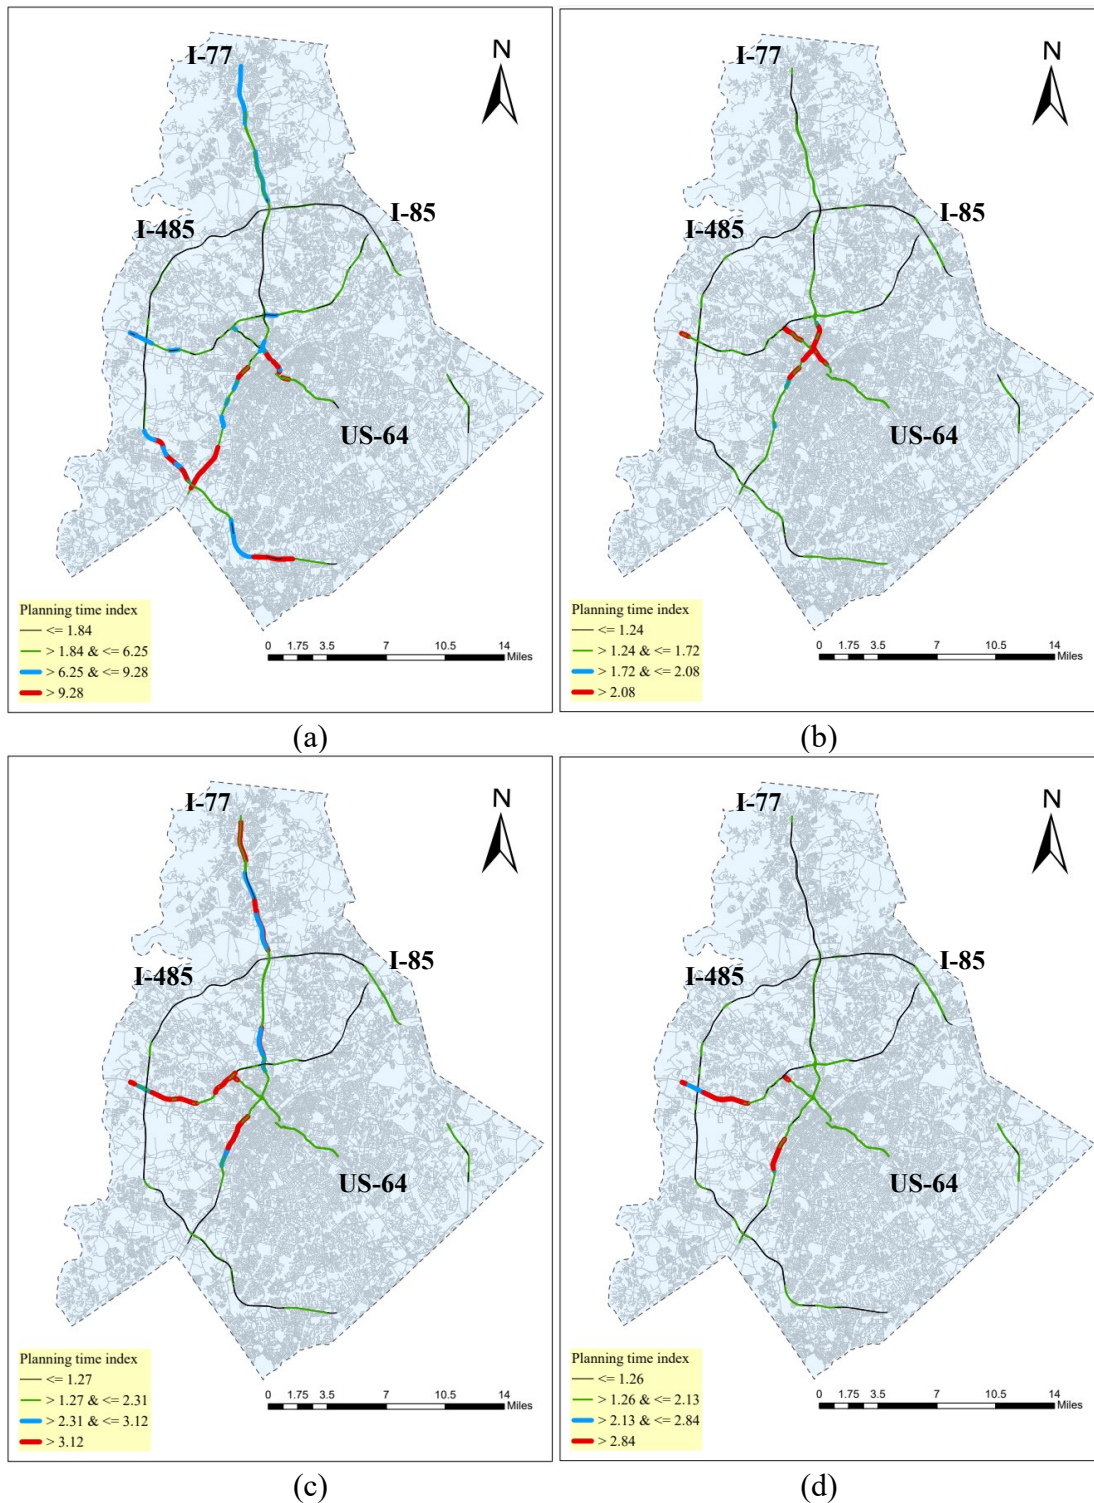 I-77
N
I-485
I-85
US-64
Planning time index
<= 1.84
> 1.84 & <= 6.25
> 6.25 & <= 9.28
> 9.28
0 1.75 3.5 7 10.5 14
Miles
(a)
I-77
N
I-485
I-85
US-64
Planning time index
<= 1.24
> 1.24 & <= 1.72
> 1.72 & <= 2.08
> 2.08
0 1.75 3.5 7 10.5 14
Miles
(b)
I-77
N
I-485
I-85
US-64
Planning time index
<= 1.27
> 1.27 & <= 2.31
> 2.31 & <= 3.12
> 3.12
0 1.75 3.5 7 10.5 14
Miles
(c)
I-77
N
I-485
I-85
US-64
Planning time index
<= 1.26
> 1.26 & <= 2.13
> 2.13 & <= 2.84
> 2.84
0 1.75 3.5 7 10.5 14
Miles
(d)